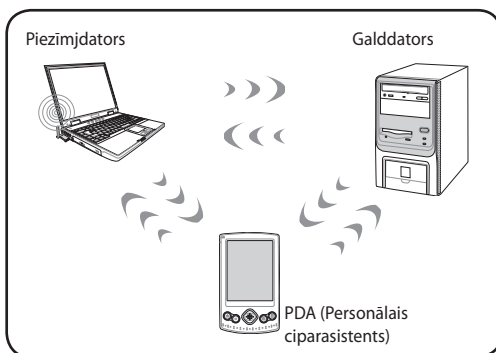 Piezīmjdators
Galddators
PDA (Personālais
ciparasistents)